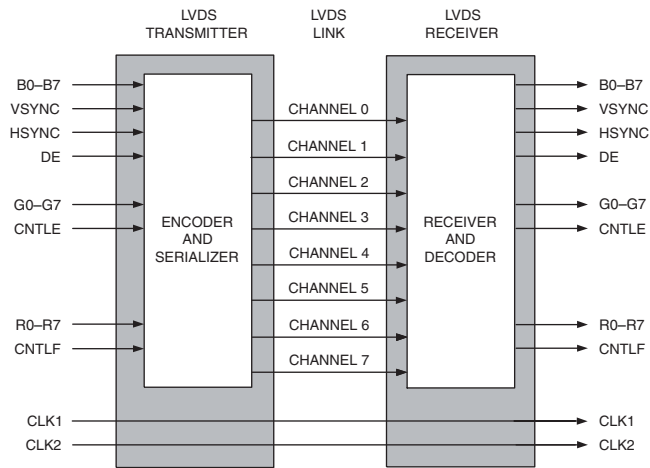 LVDS
TRANSMITTER
LVDS
LINK
LVDS
RECEIVER
B0–B7
VSYNC
HSYNC
DE
G0–G7
CNTLE
R0–R7
CNTLF
CLK1
CLK2
ENCODER
AND
SERIALIZER
CHANNEL 0
CHANNEL 1
CHANNEL 2
CHANNEL 3
CHANNEL 4
CHANNEL 5
CHANNEL 6
CHANNEL 7
RECEIVER
AND
DECODER
B0–B7
VSYNC
HSYNC
DE
G0–G7
CNTLE
R0–R7
CNTLF
CLK1
CLK2